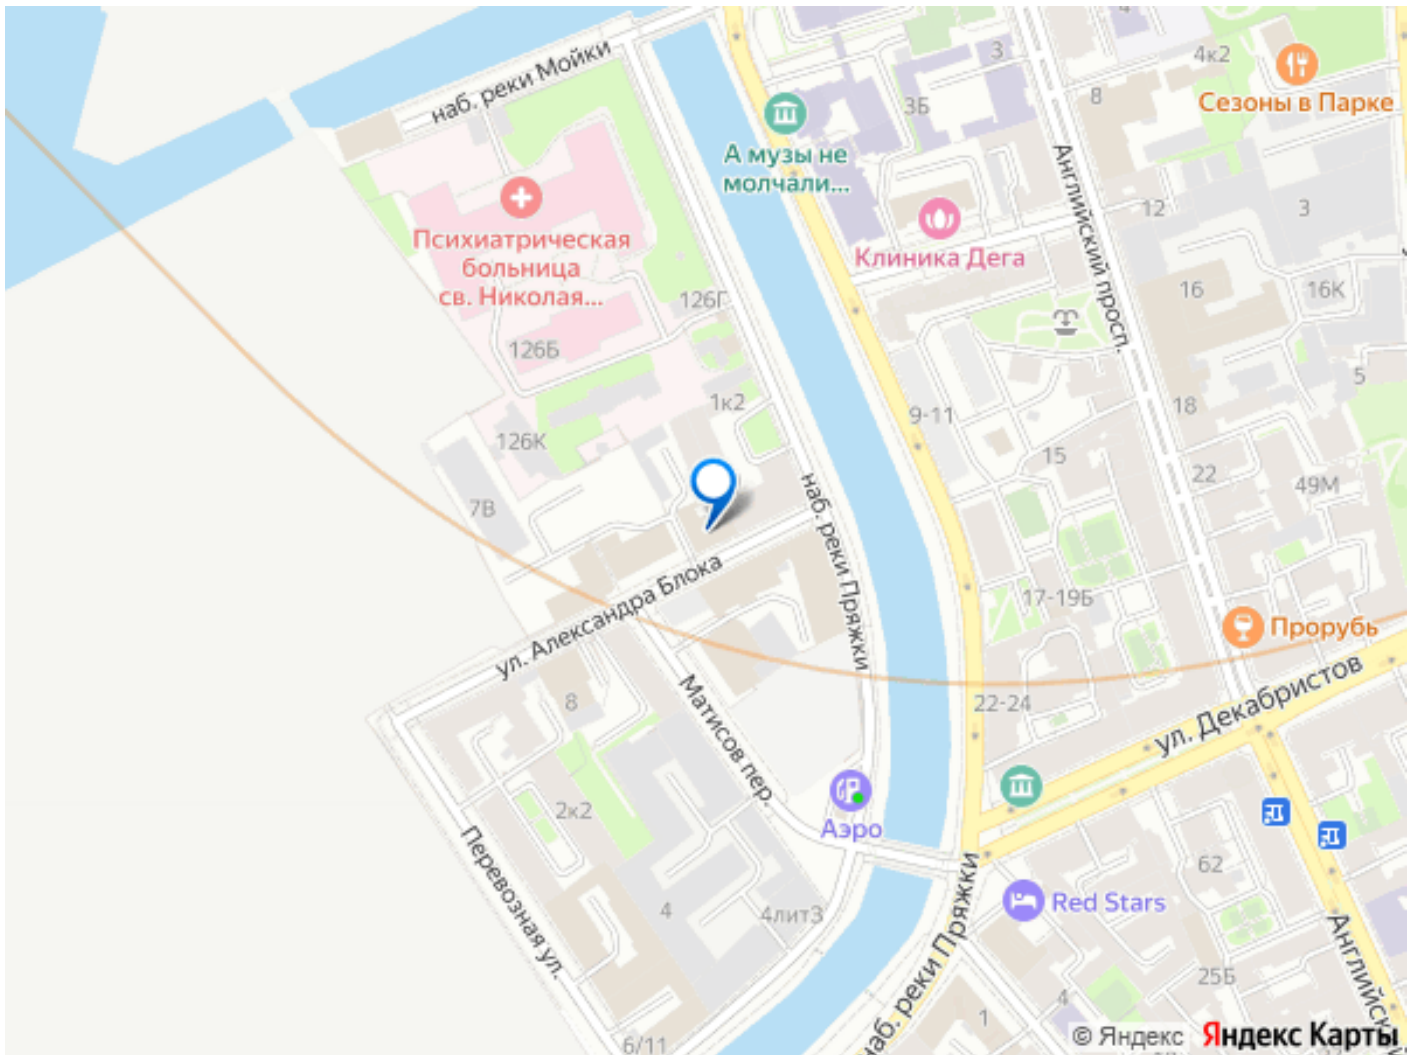 наб. реки Мойки
4
3
4к2
Сезоны в Парке
8
3Б
А музы не
молчали...
Английский просп.
Психиатрическая
больница
св. Николая...
Клиника Дега
12
3
126Г
16
16К
126Б
5
1к2
9-11
18
126К
15
22
49М
7В
наб. реки Пряжки
ул. Александра Блока
17-19Б
Прорубь
8
Матисов пер.
22-24
ул. Декабристов
2к2
Аэро
Перевозная ул.
62
4
4лит3
Red Stars
наб. реки Пряжки
Английский
25Б
4
1
6/11
© Яндекс
Яндекс Карты